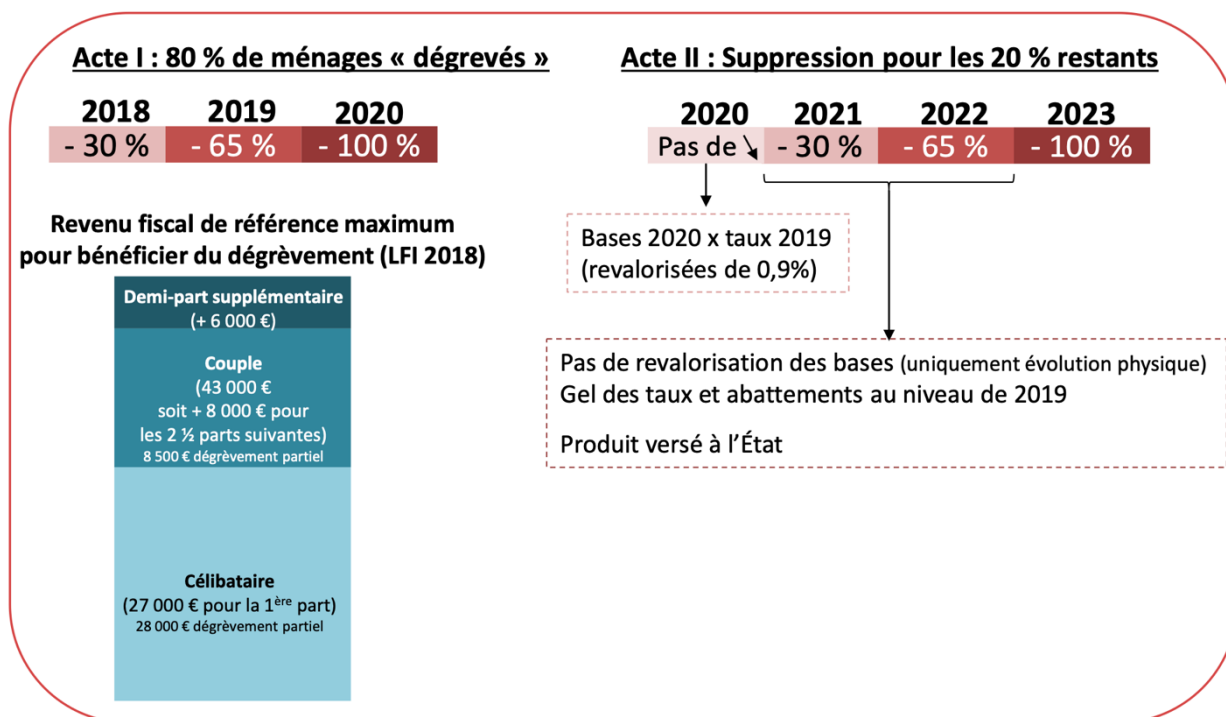 Acte I : 80 % de ménages « dégrevés »
2018 2019 2020
- 30 % - 65 % - 100 %
Revenu fiscal de référence maximum
pour bénéficier du dégrèvement (LFI 2018)
Demi-part supplémentaire
(+ 6 000 €)
Couple
(43 000 €
soit + 8 000 € pour
les 2 ½ parts suivantes)
8 500 € dégrèvement partiel
Célibataire
(27 000 € pour la 1ère part)
28 000 € dégrèvement partiel
Acte II : Suppression pour les 20 % restants
2020 2021 2022 2023
Pas de ↘ - 30 % - 65 % - 100 %
Bases 2020 x taux 2019
(revalorisées de 0,9%)
Pas de revalorisation des bases (uniquement évolution physique)
Gel des taux et abattements au niveau de 2019
Produit versé à l’État